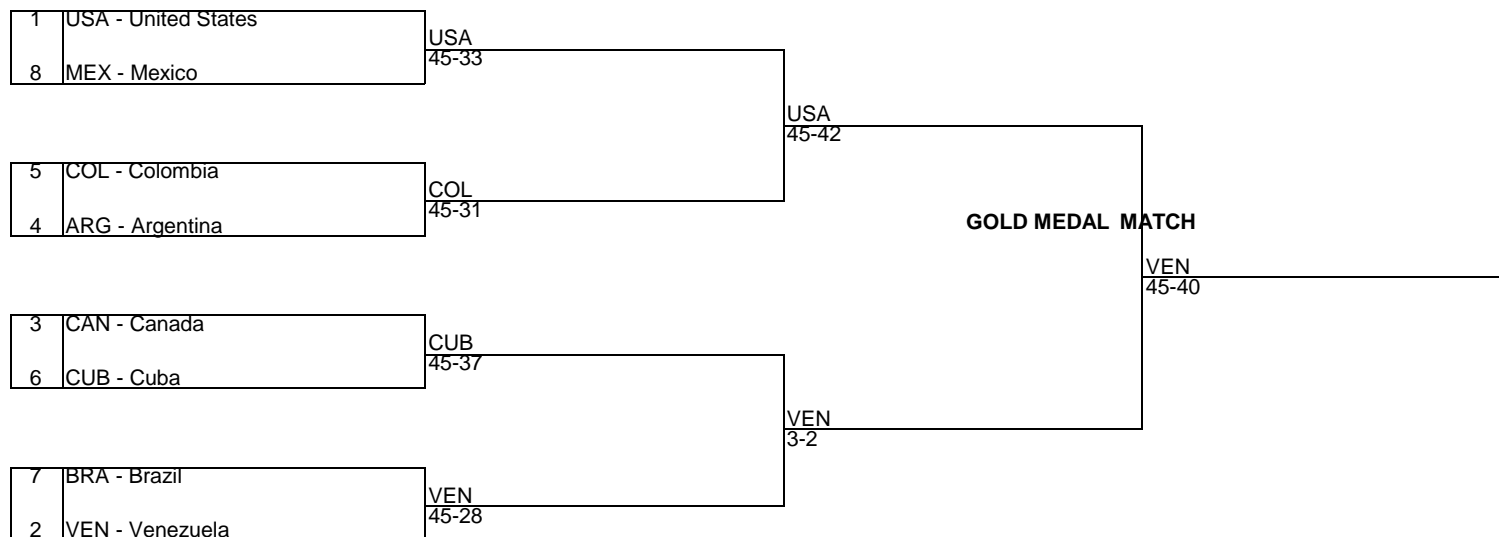 1 USA - United States
8 MEX - Mexico
USA
45-33
5 COL - Colombia
4 ARG - Argentina
COL
45-31
USA
45-42
3 CAN - Canada
6 CUB - Cuba
CUB
45-37
7 BRA - Brazil
2 VEN - Venezuela
VEN
45-28
VEN
3-2
GOLD MEDAL MATCH
VEN
45-40